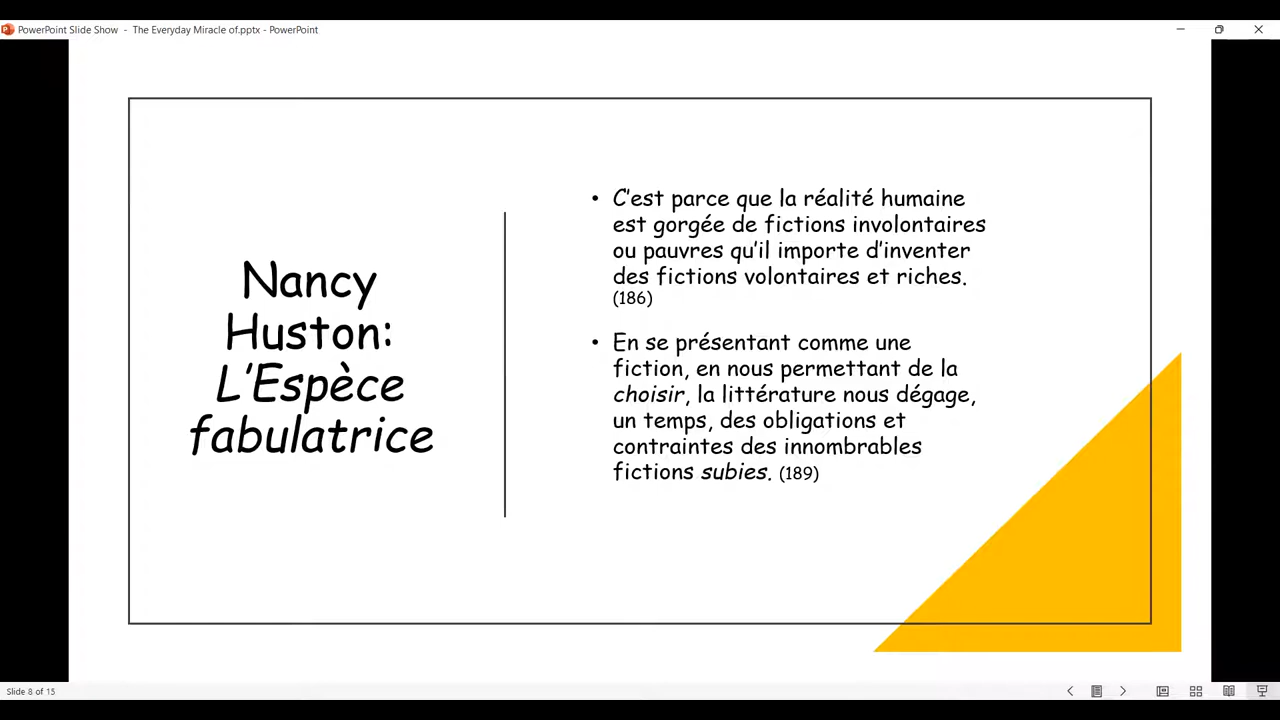 PowerPoint Slide Show - The Everyday Miracle of.pptx - PowerPoint
Nancy
Huston:
L’Espèce
fabulatrice
• C’est parce que la réalité humaine
est gorgée de fictions involontaires
ou pauvres qu’il importe d’inventer
des fictions volontaires et riches.
(186)
• En se présentant comme une
fiction, en nous permettant de la
choisir, la littérature nous dégage,
un temps, des obligations et
contraintes des innombrables
fictions subies. (189)
Slide 8 of 15